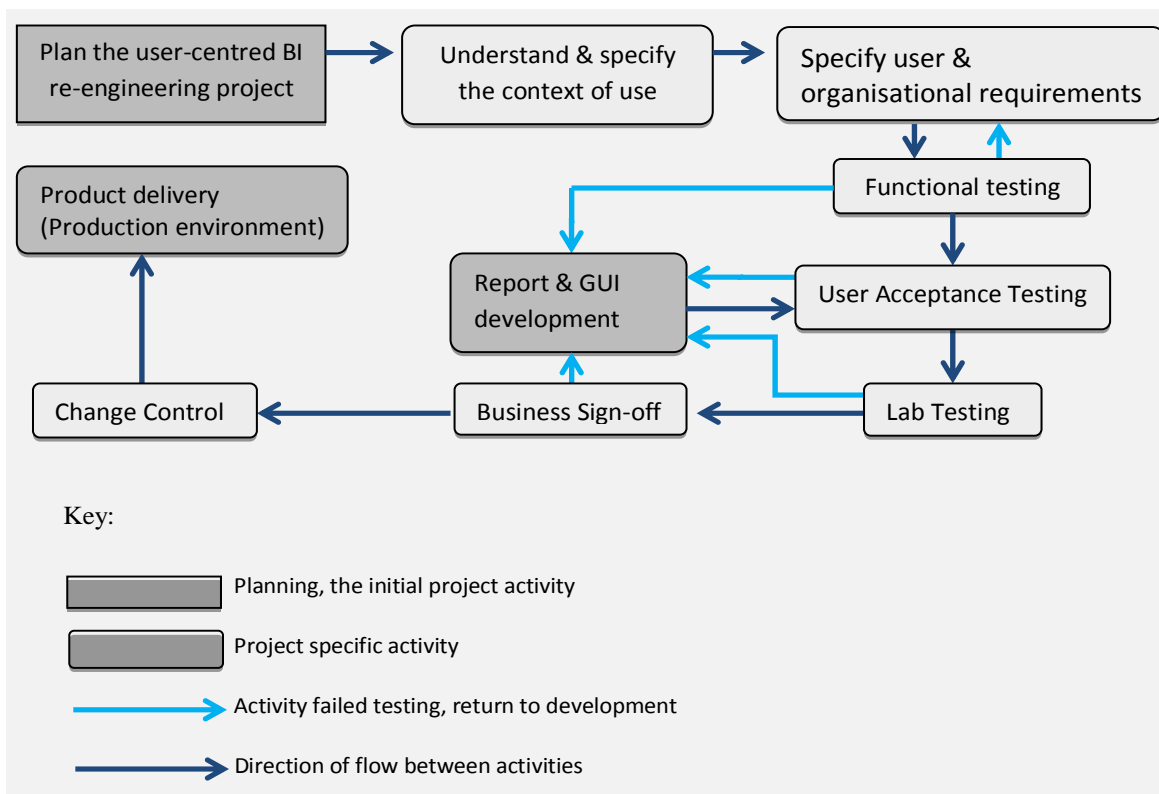 Plan the user-centred BI
re-engineering project
Understand & specify
the context of use
Specify user &
organisational requirements
Product delivery
(Production environment)
Functional testing
Report & GUI
development
User Acceptance Testing
Change Control
Business Sign-off
Lab Testing
Key:
Planning, the initial project activity
Project specific activity
Activity failed testing, return to development
Direction of flow between activities